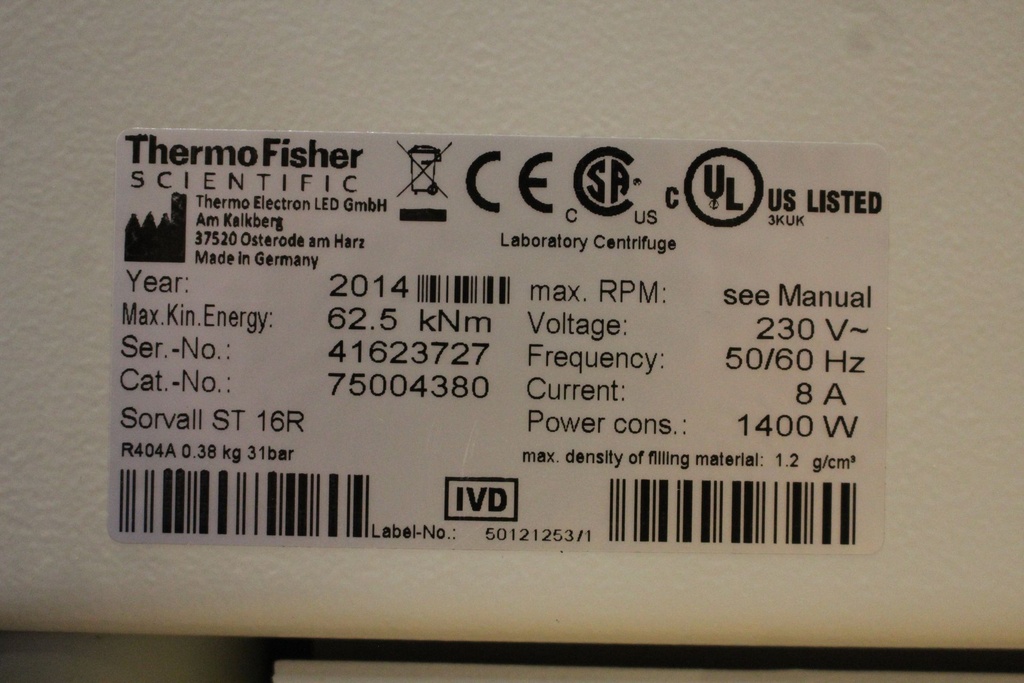 ThermoFisher
SCIENTIFIC
Thermo Electron LED GmbH
Am Kalkberg
37520 Osterode am Harz
Made in Germany
CE
C SA US
C UL US LISTED
3KUK
Laboratory Centrifuge
Year: 2014
Max.Kin.Energy: 62.5 kNm
Ser.-No.: 41623727
Cat.-No.: 75004380
Sorvall ST 16R
R404A 0.38 kg 31bar
max. RPM: see Manual
Voltage: 230 V~
Frequency: 50/60 Hz
Current: 8 A
Power cons.: 1400 W
max. density of filling material: 1.2 g/cm³
IVD
Label-No.: 50121253/1